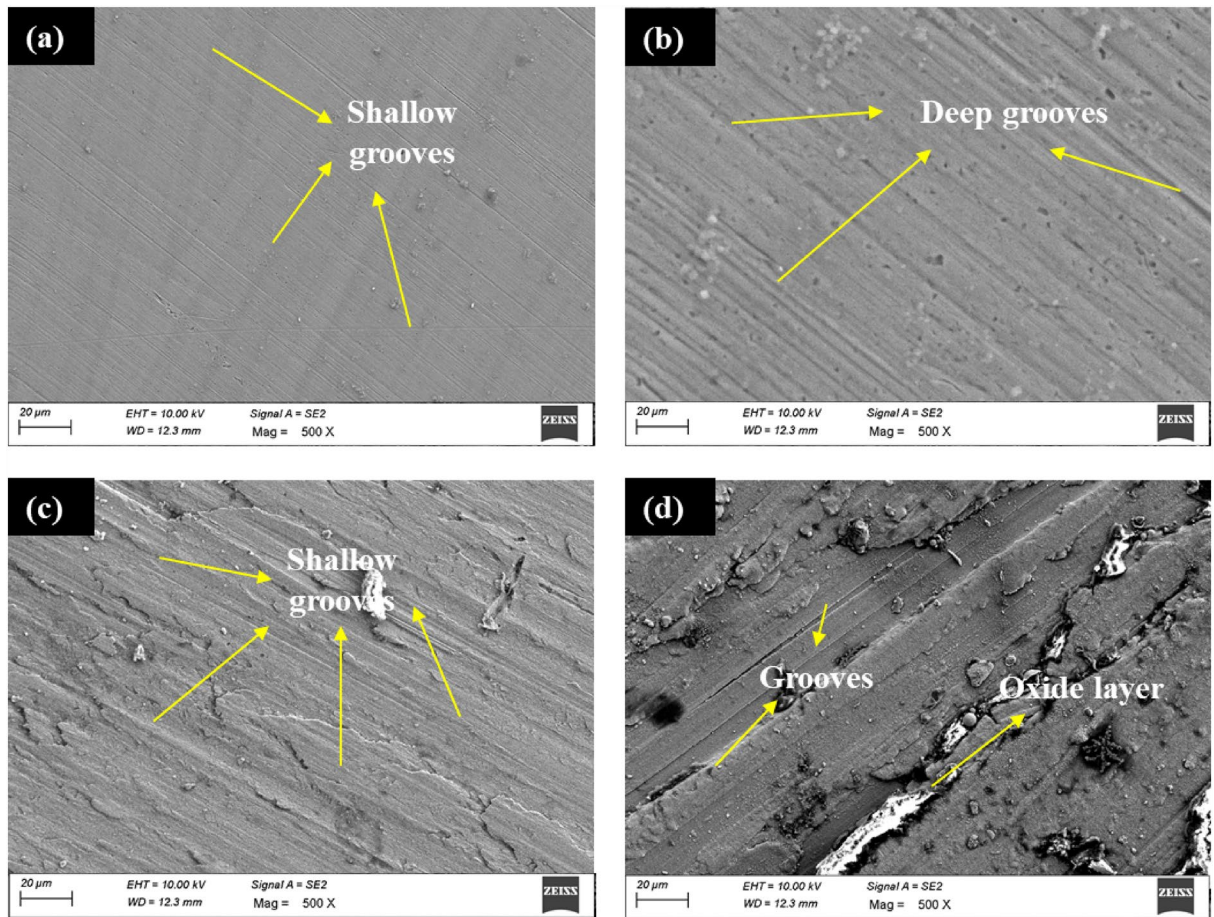 (a)
Shallow
grooves
20 µm
EHT = 10.00 kV
Signal A = SE2
WD = 12.3 mm
Mag = 500 X
ZEISS
(b)
Deep grooves
20 µm
EHT = 10.00 kV
Signal A = SE2
WD = 12.3 mm
Mag = 500 X
ZEISS
(c)
Shallow
grooves
20 µm
EHT = 10.00 kV
Signal A = SE2
WD = 12.3 mm
Mag = 500 X
ZEISS
(d)
Grooves
Oxide layer
20 µm
EHT = 10.00 kV
Signal A = SE2
WD = 12.3 mm
Mag = 500 X
ZEISS